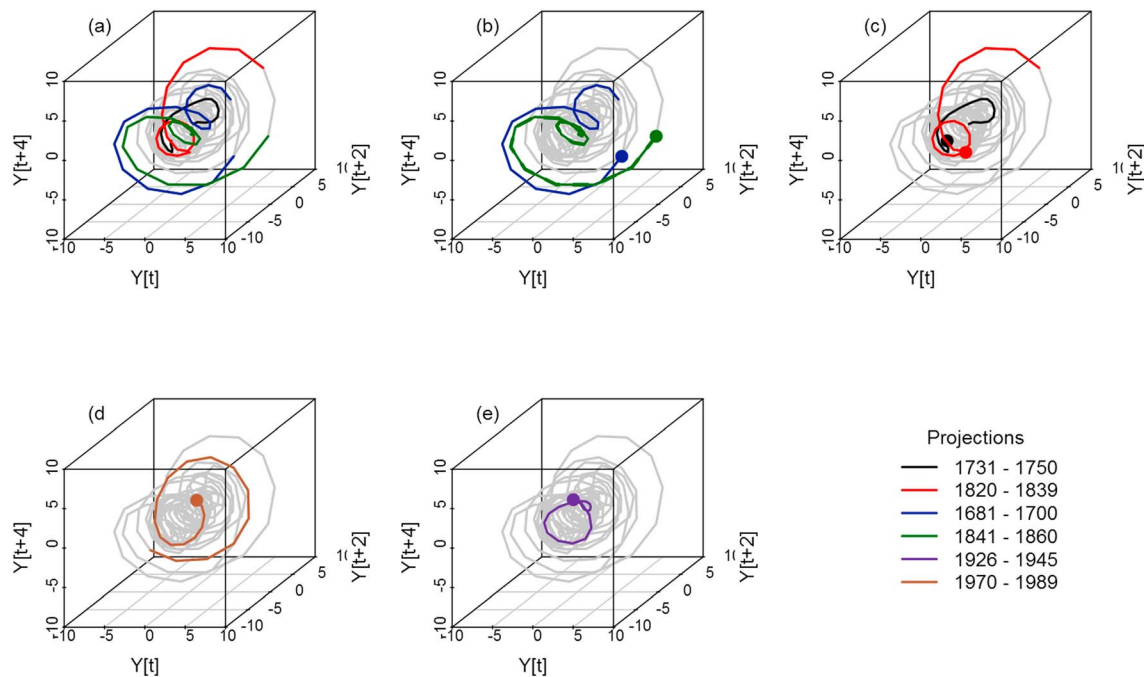 (a)
10
5
0
-5
-10
-10 -5 0 5 10
-10
-5
0
5
Y[t+4]
Y[t]
Y[t+2]
(b)
10
5
0
-5
-10
-10 -5 0 5 10
-10
-5
0
5
Y[t+4]
Y[t]
Y[t+2]
(c)
10
5
0
-5
-10
-10 -5 0 5 10
-10
-5
0
5
Y[t+4]
Y[t]
Y[t+2]
(d
10
5
0
-5
-10
-10 -5 0 5 10
-10
-5
0
5
Y[t+4]
Y[t]
Y[t+2]
(e)
10
5
0
-5
-10
-10 -5 0 5 10
-10
-5
0
5
Y[t+4]
Y[t]
Y[t+2]
Projections
1731 - 1750
1820 - 1839
1681 - 1700
1841 - 1860
1926 - 1945
1970 - 1989